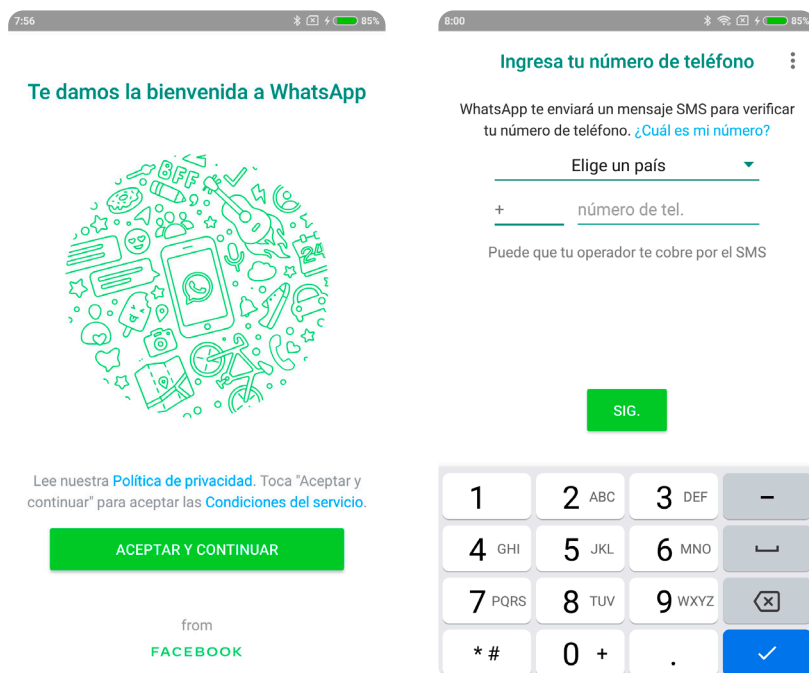 7:56
85%
Te damos la bienvenida a WhatsApp
BFF
24
Lee nuestra Política de privacidad. Toca "Aceptar y
continuar" para aceptar las Condiciones del servicio.
ACEPTAR Y CONTINUAR
from
FACEBOOK
8:00
85%
Ingresa tu número de teléfono
WhatsApp te enviará un mensaje SMS para verificar
tu número de teléfono. ¿Cuál es mi número?
Elige un país
+
número de tel.
Puede que tu operador te cobre por el SMS
SIG.
1 2 ABC 3 DEF –
4 GHI 5 JKL 6 MNO
7 PQRS 8 TUV 9 WXYZ
* # 0 + .